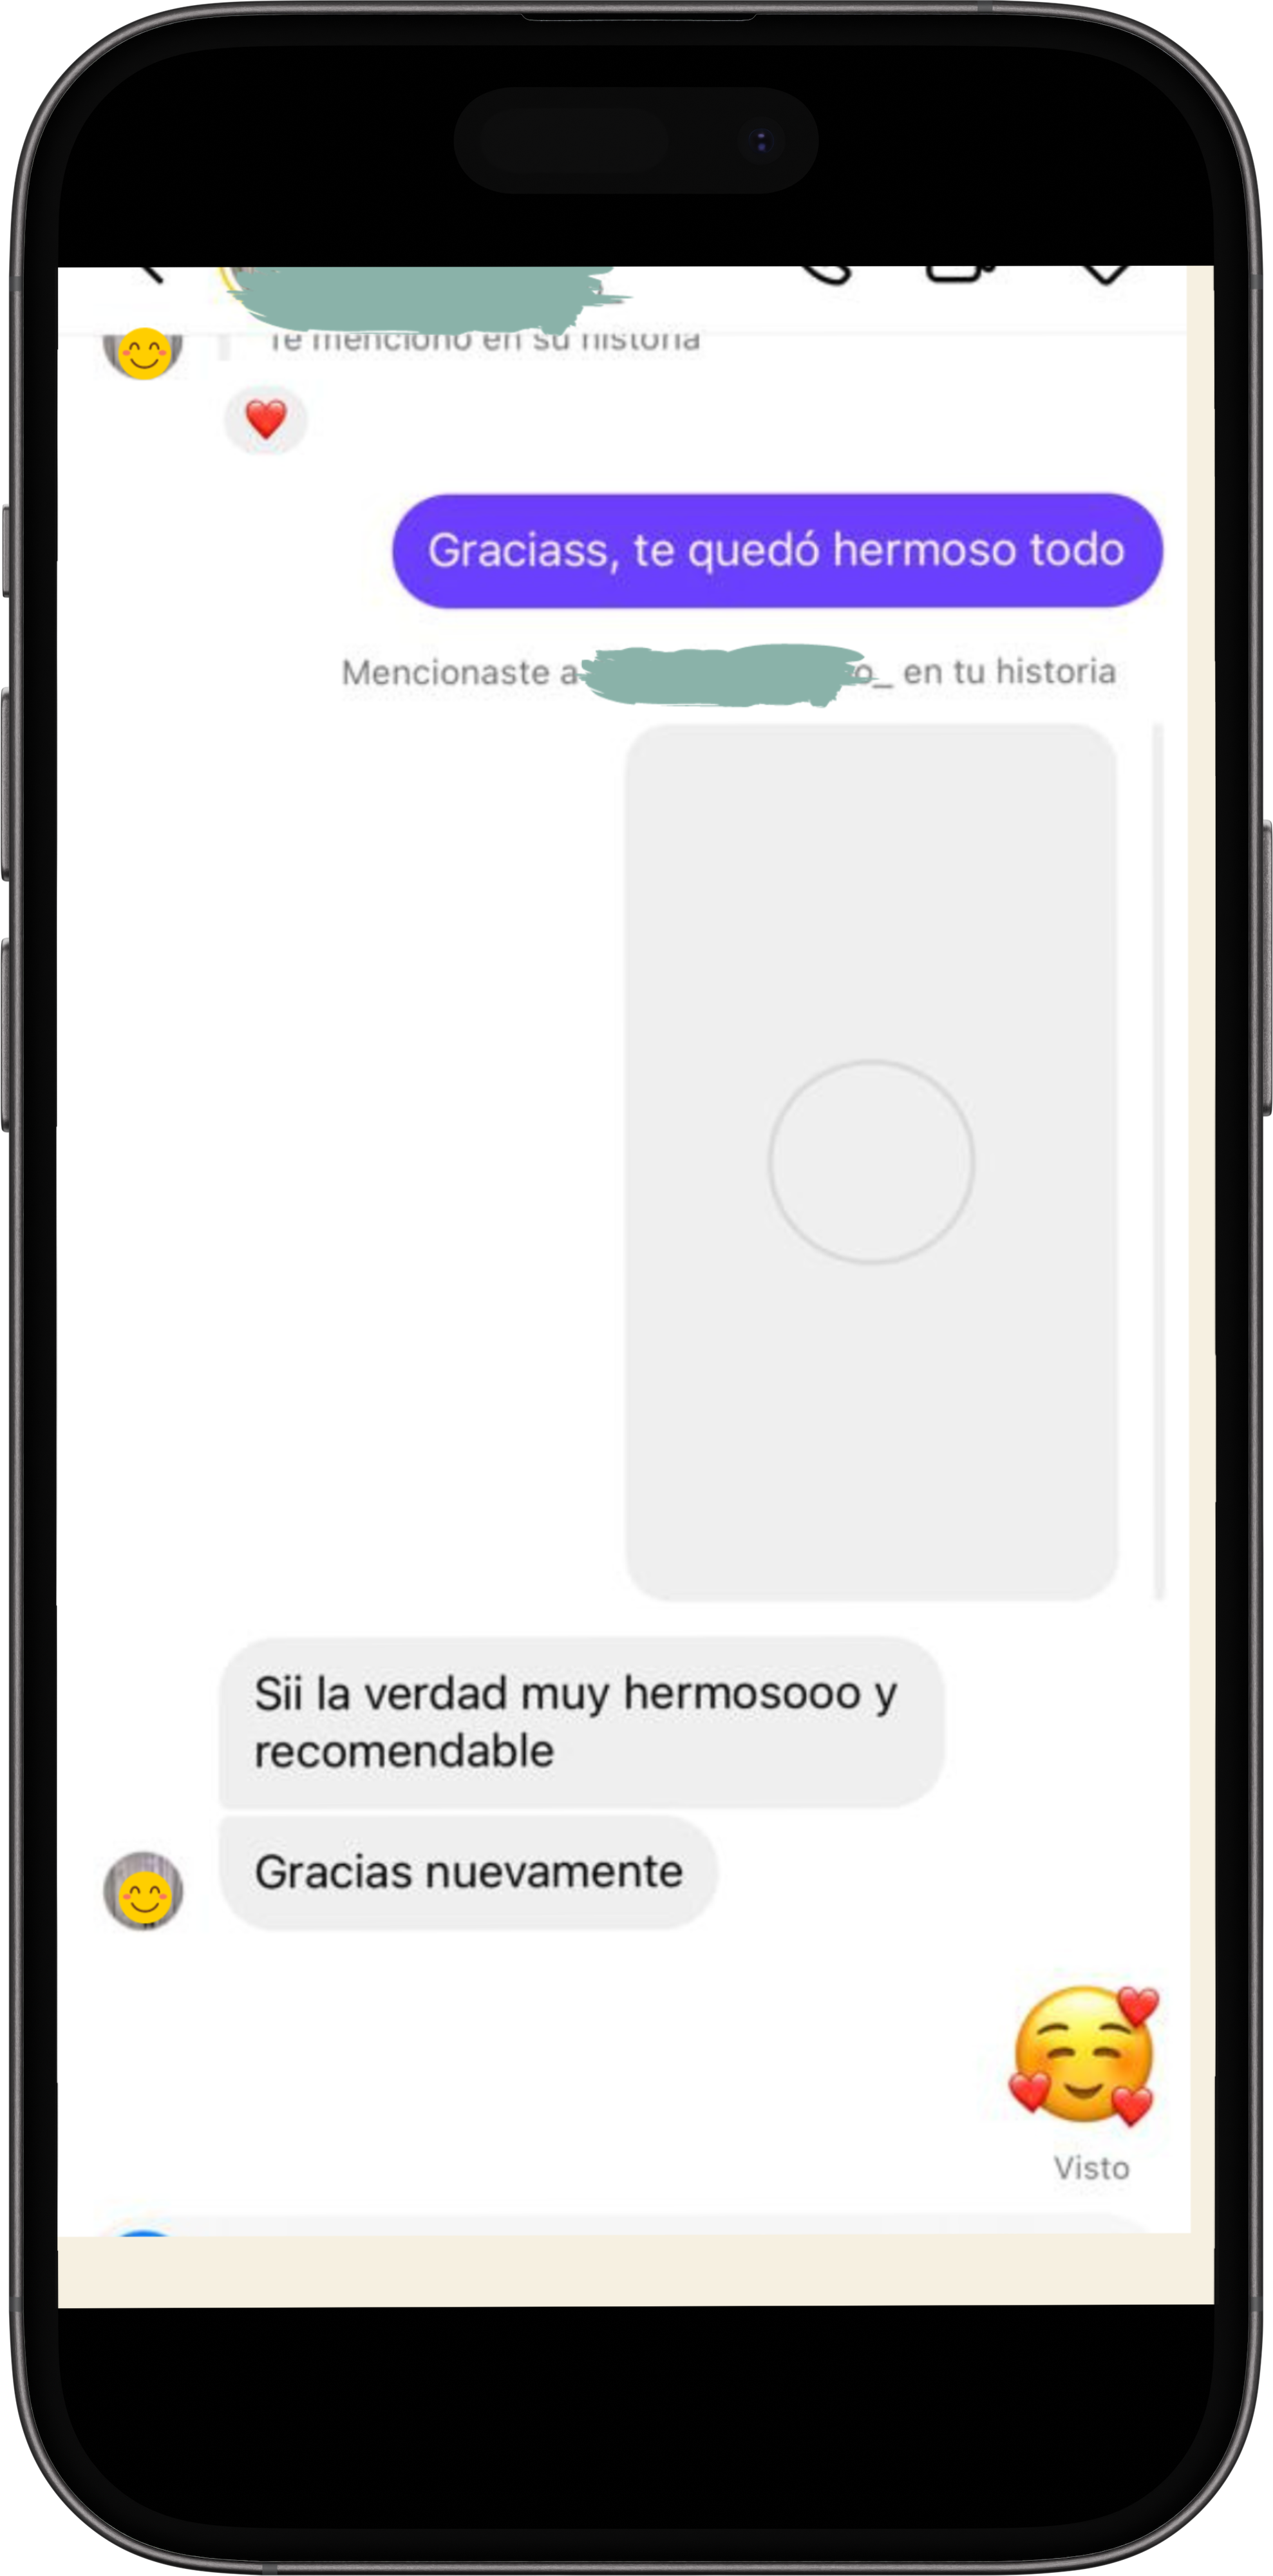 Te mencionó en su historia
Graciass, te quedó hermoso todo
Mencionaste a o_ en tu historia
Sii la verdad muy hermosooo y
recomendable
Gracias nuevamente
Visto